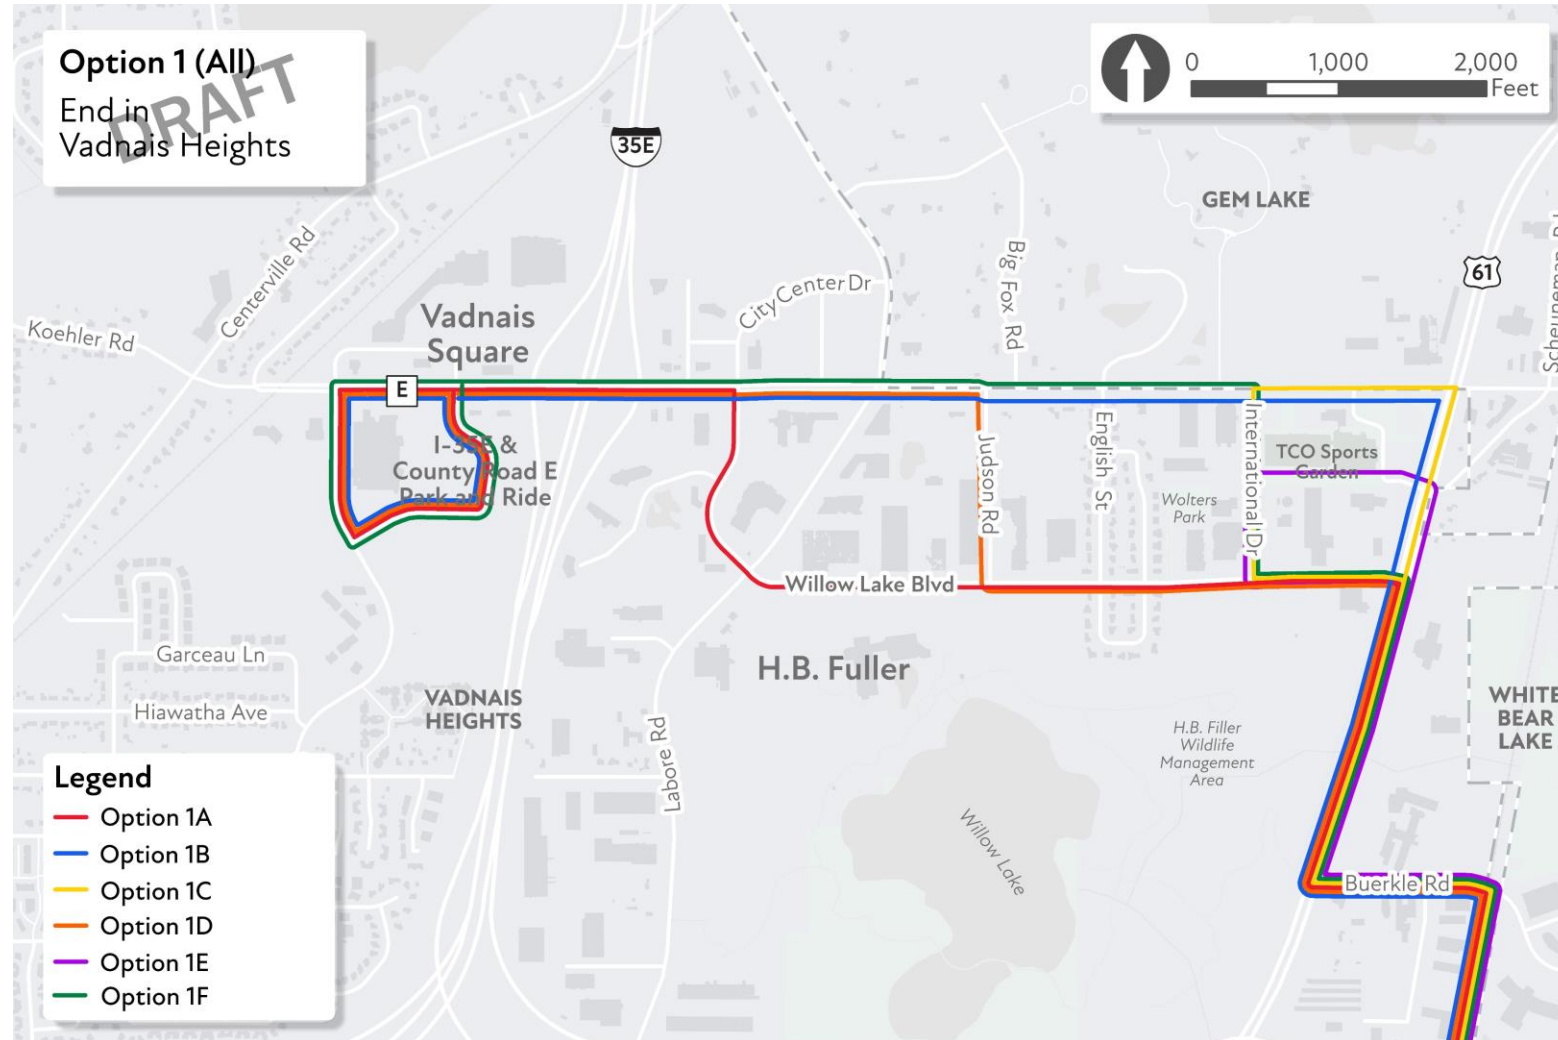 Option 1 (All)
End in
Vadnais Heights
DRAFT
0 1,000 2,000
Feet
35E
GEM LAKE
61
Centerville Rd
Koehler Rd
Vadnais
Square
City Center Dr
Big Fox Rd
E
I-35E &
County Road E
Park and Ride
Judson Rd
English St
International Dr
TCO Sports
Garden
Wolters
Park
Willow Lake Blvd
H.B. Fuller
Garceau Ln
Hiawatha Ave
VADNAIS
HEIGHTS
Labore Rd
H.B. Filler
Wildlife
Management
Area
WHITE
BEAR
LAKE
Willow Lake
Buerkle Rd
Legend
Option 1A
Option 1B
Option 1C
Option 1D
Option 1E
Option 1F